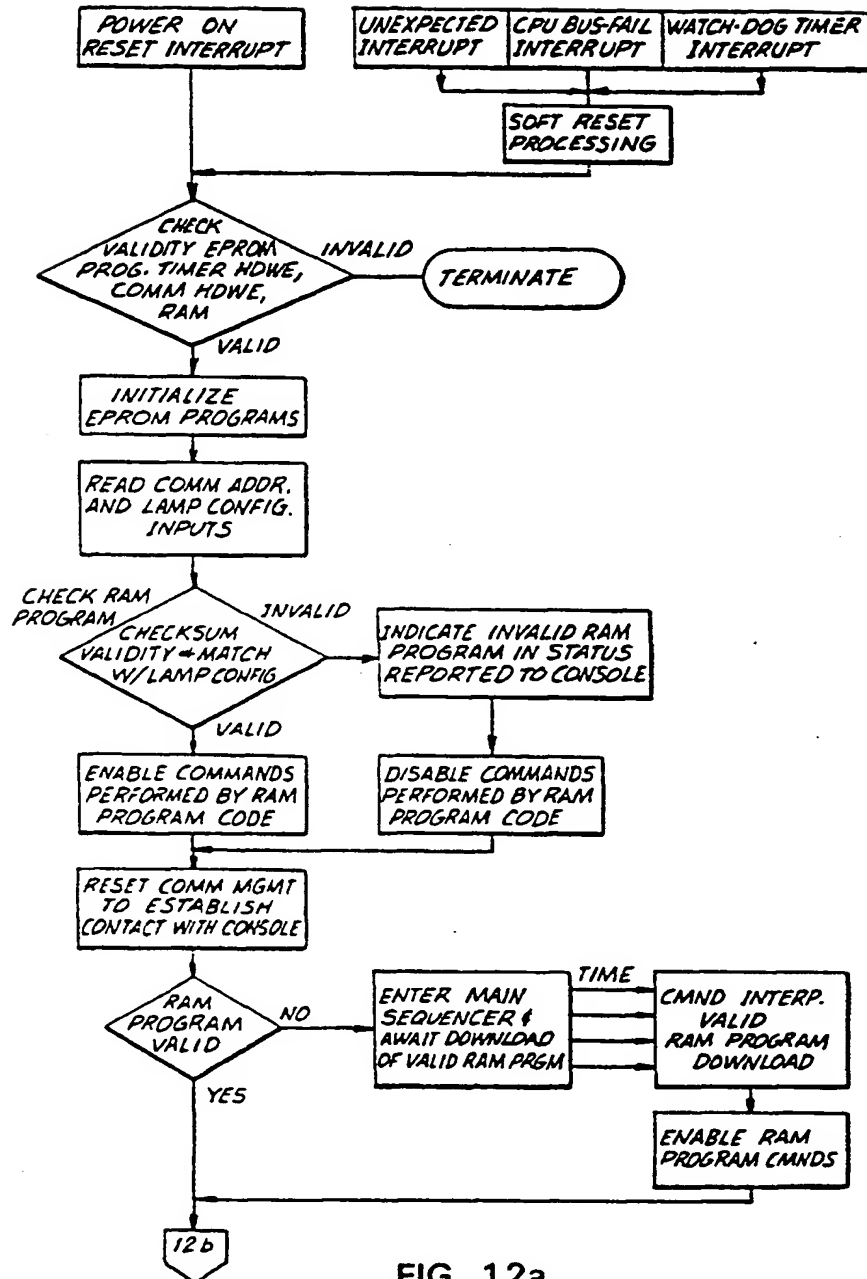 POWER ON
RESET INTERRUPT
UNEXPECTED
INTERRUPT
CPU BUS-FAIL
INTERRUPT
WATCH-DOG TIMER
INTERRUPT
SOFT RESET
PROCESSING
CHECK
VALIDITY EPROM
PROG. TIMER HDWE,
COMM HDWE,
RAM
INVALID
TERMINATE
VALID
INITIALIZE
EPROM PROGRAMS
READ COMM ADDR.
AND LAMP CONFIG.
INPUTS
CHECK RAM
PROGRAM
CHECKSUM
VALIDITY & MATCH
W/LAMP CONFIG
INVALID
INDICATE INVALID RAM
PROGRAM IN STATUS
REPORTED TO CONSOLE
VALID
ENABLE COMMANDS
PERFORMED BY RAM
PROGRAM CODE
DISABLE COMMANDS
PERFORMED BY RAM
PROGRAM CODE
RESET COMM MGMT
TO ESTABLISH
CONTACT WITH CONSOLE
RAM
PROGRAM
VALID
NO
ENTER MAIN
SEQUENCER &
AWAIT DOWNLOAD
OF VALID RAM PRGM
TIME
CMND INTERP.
VALID
RAM PROGRAM
DOWNLOAD
YES
ENABLE RAM
PROGRAM CMNDS
12b
FIG. 12a